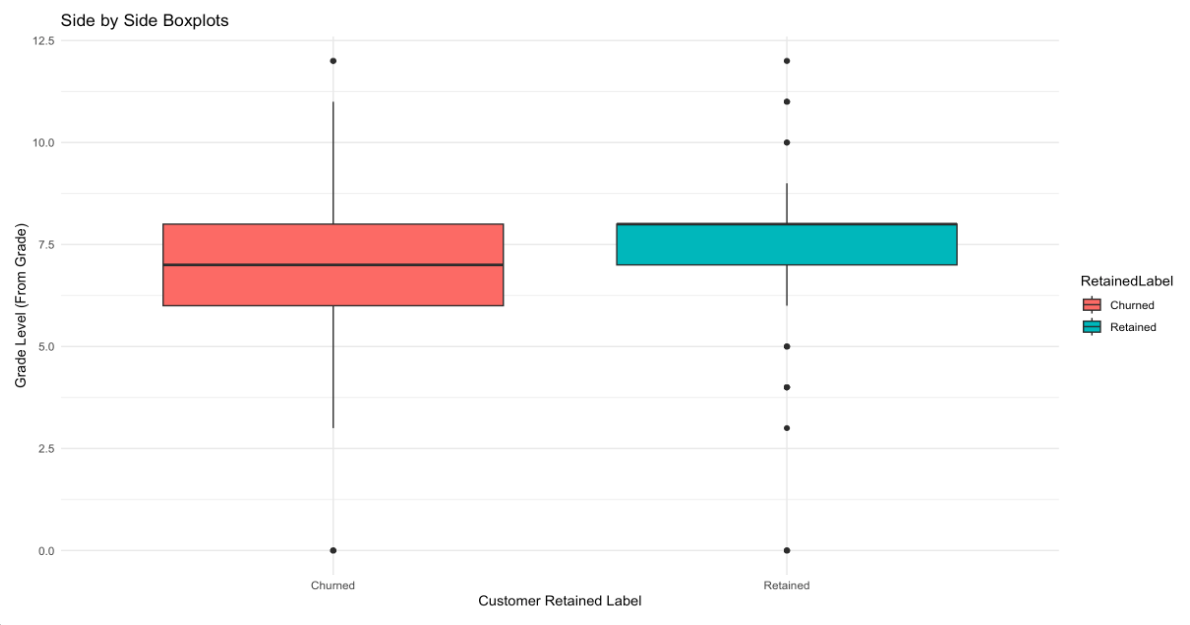 Side by Side Boxplots
12.5
10.0
7.5
5.0
2.5
0.0
Grade Level (From Grade)
Churned
Retained
Customer Retained Label
RetainedLabel
Churned
Retained